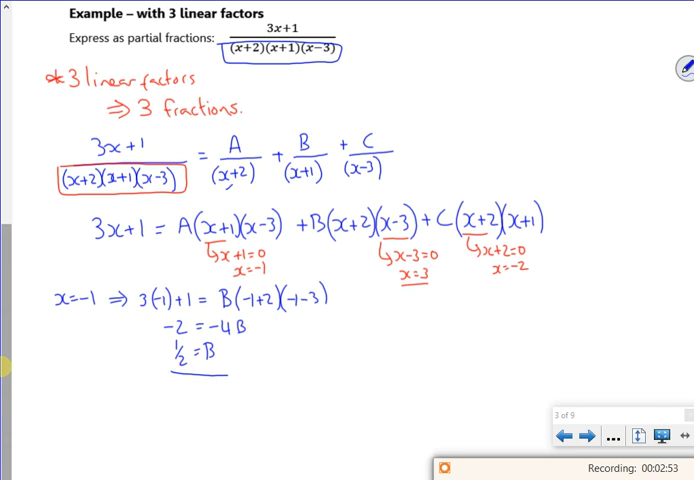 Example – with 3 linear factors
Express as partial fractions: 3x+1 / (x+2)(x+1)(x−3)
* 3 linear factors
⇒ 3 fractions.
3x+1 / (x+2)(x+1)(x−3) = A / (x+2) + B / (x+1) + C / (x−3)
3x+1 = A(x+1)(x−3) + B(x+2)(x−3) + C(x+2)(x+1)
↳ x+1=0 ↳ x−3=0 ↳ x+2=0
x=−1 x=3 x=−2
x=−1 ⇒ 3(−1)+1 = B(−1+2)(−1−3)
−2 = −4B
1/2 = B
3 of 9
...
Recording: 00:02:53